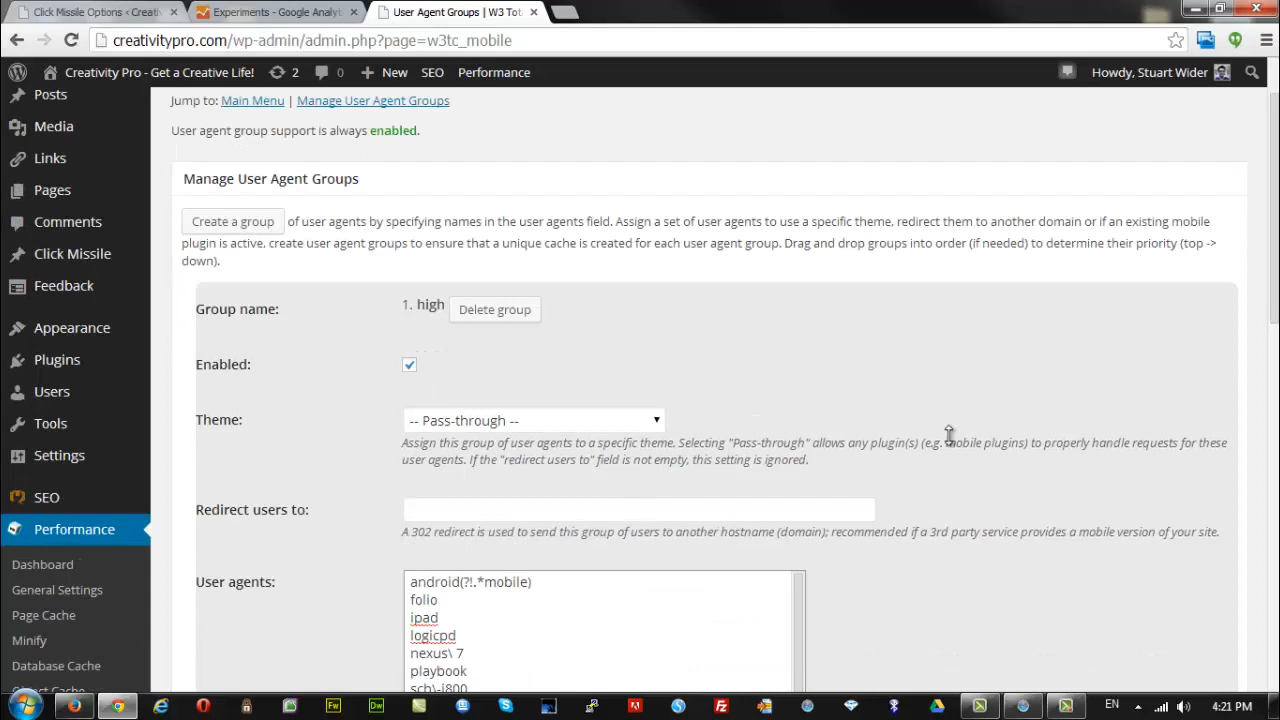 Click Missile Options ‹ Creati
Experiments - Google Analyt
User Agent Groups | W3 Tot
creativitypro.com/wp-admin/admin.php?page=w3tc_mobile
Creativity Pro - Get a Creative Life! 2 0 New SEO Performance Howdy, Stuart Wider
Posts
Media
Links
Pages
Comments
Click Missile
Feedback
Appearance
Plugins
Users
Tools
Settings
SEO
Performance
Dashboard
General Settings
Page Cache
Minify
Database Cache
Object Cache
Jump to: Main Menu | Manage User Agent Groups
User agent group support is always enabled.
Manage User Agent Groups
Create a group of user agents by specifying names in the user agents field. Assign a set of user agents to use a specific theme, redirect them to another domain or if an existing mobile
plugin is active, create user agent groups to ensure that a unique cache is created for each user agent group. Drag and drop groups into order (if needed) to determine their priority (top ->
down).
Group name: 1. high Delete group
Enabled:
Theme: -- Pass-through --
Assign this group of user agents to a specific theme. Selecting "Pass-through" allows any plugin(s) (e.g. mobile plugins) to properly handle requests for these
user agents. If the "redirect users to" field is not empty, this setting is ignored.
Redirect users to:
A 302 redirect is used to send this group of users to another hostname (domain); recommended if a 3rd party service provides a mobile version of your site.
User agents: android(?!.*mobile)
folio
ipad
logicpd
nexus\ 7
playbook
sch\-i800
Fw
Dw
EN 4:21 PM